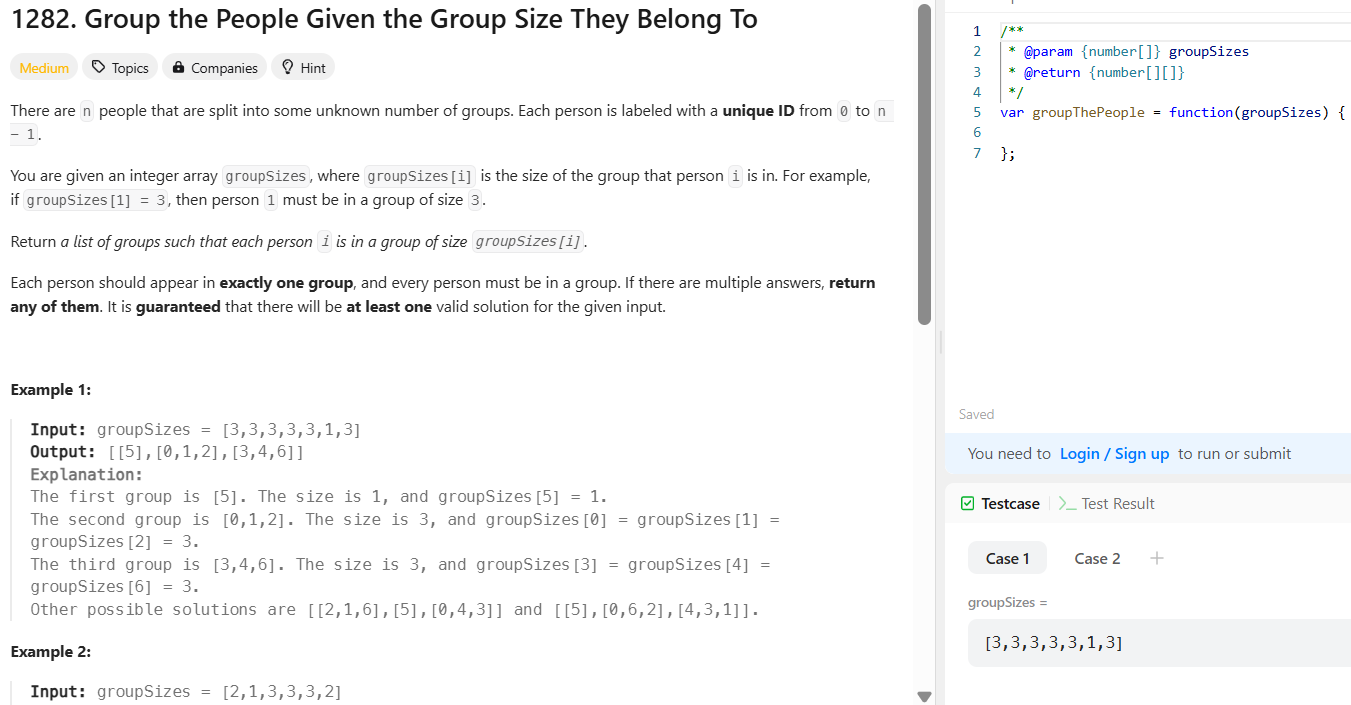 1282. Group the People Given the Group Size They Belong To
Medium Topics Companies Hint
There are n people that are split into some unknown number of groups. Each person is labeled with a unique ID from 0 to n
- 1.
You are given an integer array groupSizes, where groupSizes[i] is the size of the group that person i is in. For example,
if groupSizes[1] = 3, then person 1 must be in a group of size 3.
Return a list of groups such that each person i is in a group of size groupSizes[i].
Each person should appear in exactly one group, and every person must be in a group. If there are multiple answers, return
any of them. It is guaranteed that there will be at least one valid solution for the given input.
Example 1:
Input: groupSizes = [3,3,3,3,3,1,3]
Output: [[5],[0,1,2],[3,4,6]]
Explanation:
The first group is [5]. The size is 1, and groupSizes[5] = 1.
The second group is [0,1,2]. The size is 3, and groupSizes[0] = groupSizes[1] =
groupSizes[2] = 3.
The third group is [3,4,6]. The size is 3, and groupSizes[3] = groupSizes[4] =
groupSizes[6] = 3.
Other possible solutions are [[2,1,6],[5],[0,4,3]] and [[5],[0,6,2],[4,3,1]].
Example 2:
Input: groupSizes = [2,1,3,3,3,2]
1 /**
2 * @param {number[]} groupSizes
3 * @return {number[][]}
4 */
5 var groupThePeople = function(groupSizes) {
6
7 };
Saved
You need to Login / Sign up to run or submit
Testcase >_ Test Result
Case 1 Case 2 +
groupSizes =
[3,3,3,3,3,1,3]